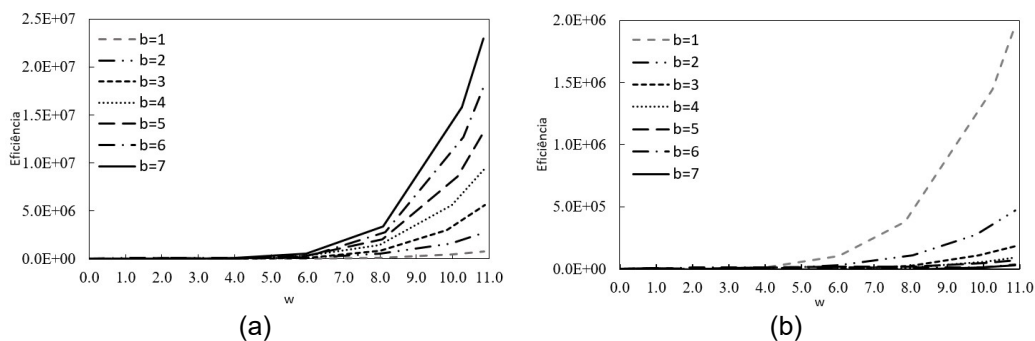 2.5E+07
2.0E+07
1.5E+07
1.0E+07
5.0E+06
0.0E+00
Eficiência
b=1
b=2
b=3
b=4
b=5
b=6
b=7
0.0 1.0 2.0 3.0 4.0 5.0 6.0 7.0 8.0 9.0 10.0 11.0
w
(a)
2.0E+06
1.5E+06
1.0E+06
5.0E+05
0.0E+00
Eficiência
b=1
b=2
b=3
b=4
b=5
b=6
b=7
0.0 1.0 2.0 3.0 4.0 5.0 6.0 7.0 8.0 9.0 10.0 11.0
w
(b)